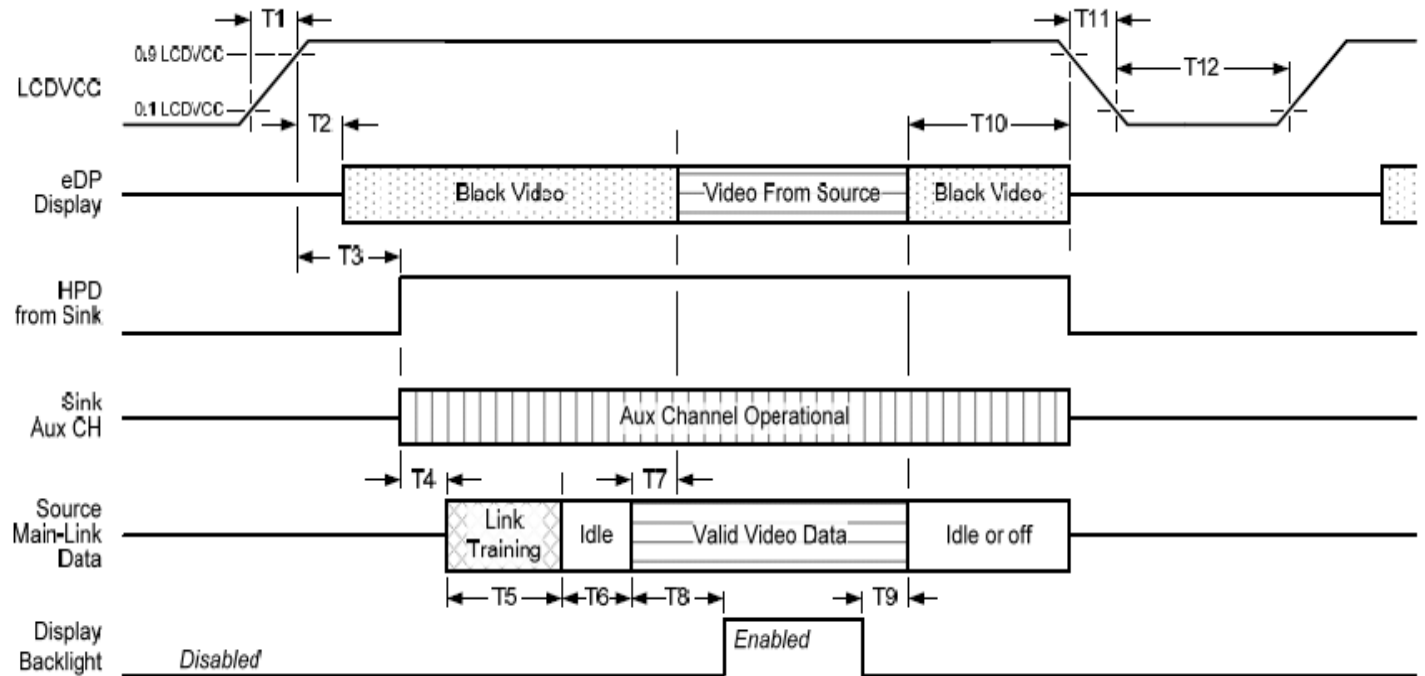 T1
T11
0.9 LCDVCC
T12
LCDVCC
0.1 LCDVCC
T2
T10
eDP
Display
Black Video
Video From Source
Black Video
T3
HPD
from Sink
Sink
Aux CH
Aux Channel Operational
T4
T7
Source
Main-Link
Data
Link
Training
Idle
Valid Video Data
Idle or off
T5
T6
T8
T9
Display
Backlight
Disabled
Enabled